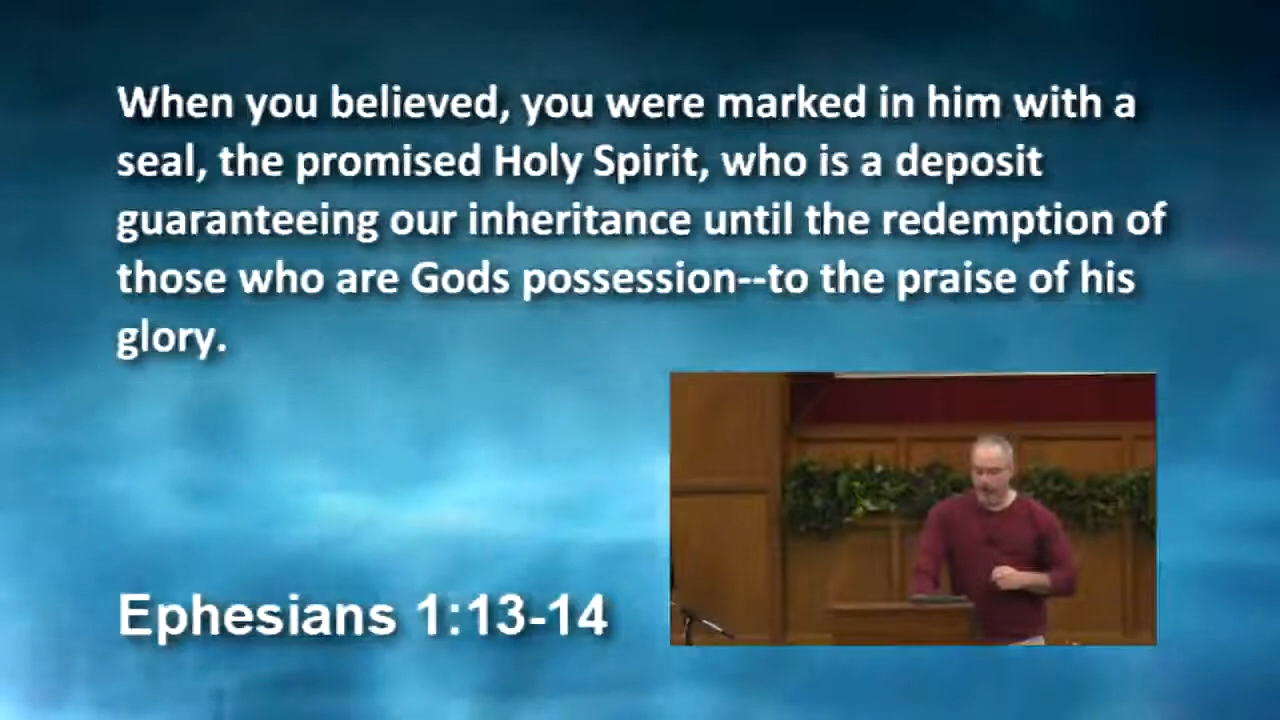 When you believed, you were marked in him with a
seal, the promised Holy Spirit, who is a deposit
guaranteeing our inheritance until the redemption of
those who are Gods possession--to the praise of his
glory.
Ephesians 1:13-14